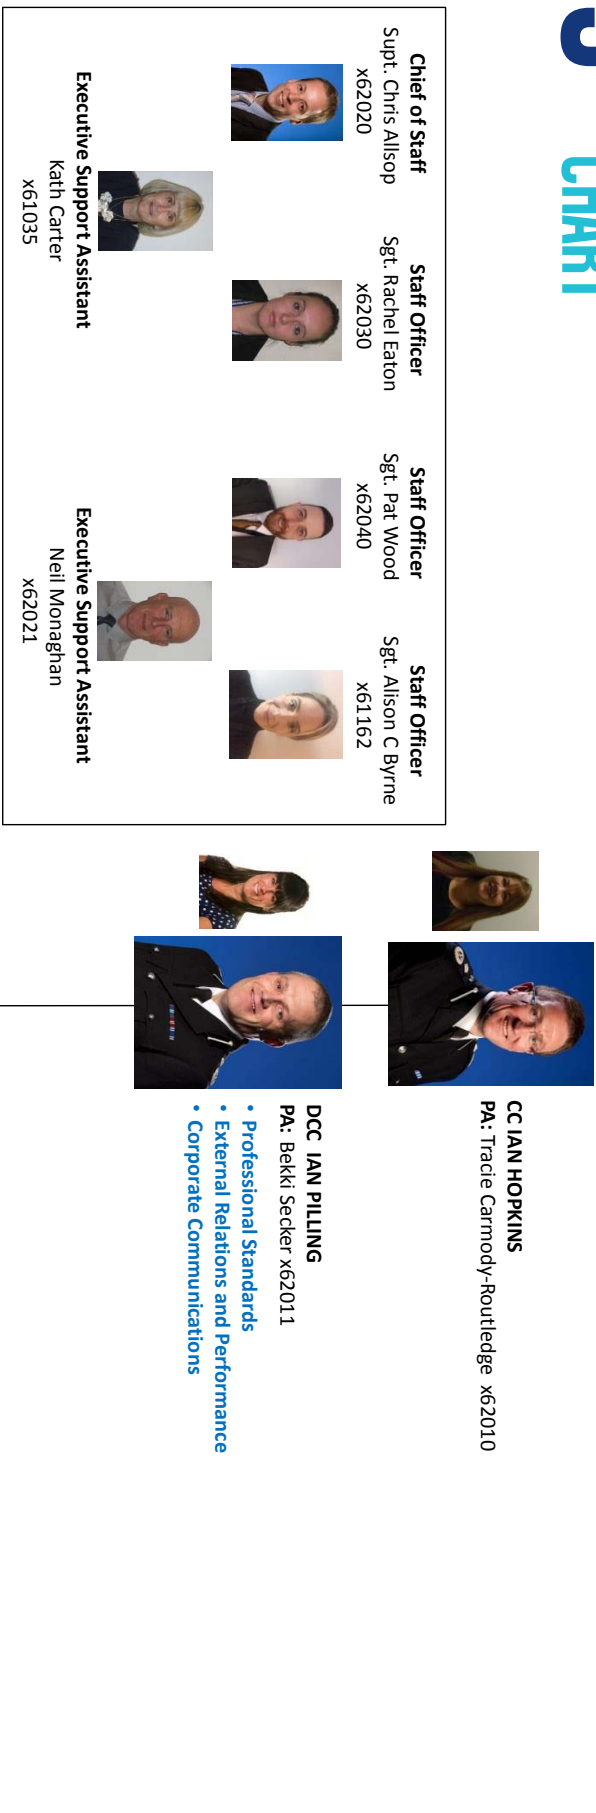 CHART
Chief of Staff
Supt. Chris Allsop
x62020
Staff Officer
Sgt. Rachel Eaton
x62030
Staff Officer
Sgt. Pat Wood
x62040
Staff Officer
Sgt. Alison C Byrne
x61162
Executive Support Assistant
Kath Carter
x61035
Executive Support Assistant
Neil Monaghan
x62021
CC IAN HOPKINS
PA: Tracie Carmody-Routledge x62010
DCC IAN PILLING
PA: Bekki Secker x62011
• Professional Standards
• External Relations and Performance
• Corporate Communications